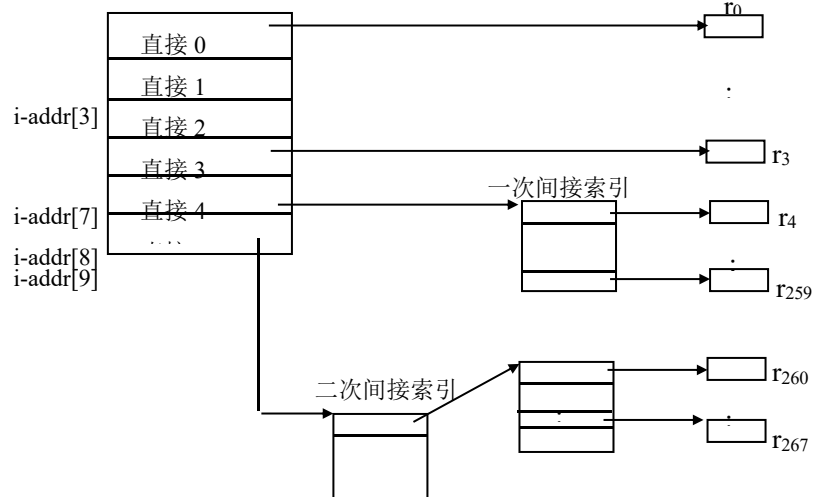 r₀
直接 0
直接 1
i-addr[3]
直接 2
直接 3
r₃
一次间接索引
直接 4
i-addr[7]
r₄
i-addr[8]
i-addr[9]
r₂₅₉
r₂₆₀
二次间接索引
r₂₆₇